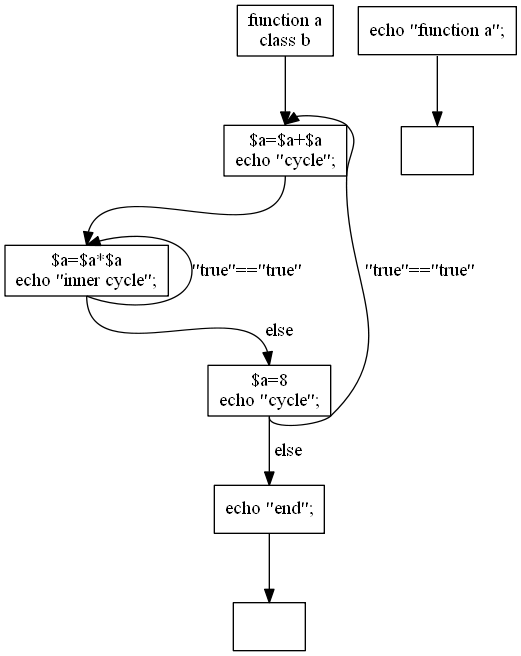 function a
class b
echo "function a";
$a=$a+$a
echo "cycle";
$a=$a*$a
echo "inner cycle";
"true"=="true"
"true"=="true"
else
$a=8
echo "cycle";
else
echo "end";